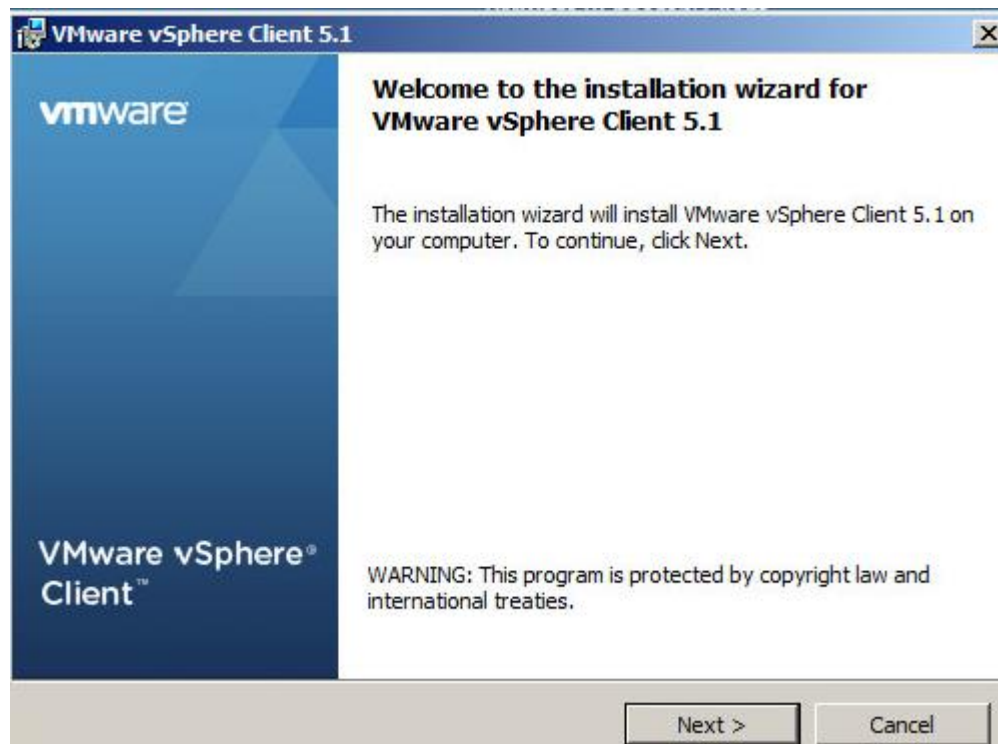 VMware vSphere Client 5.1
vmware
Welcome to the installation wizard for
VMware vSphere Client 5.1
The installation wizard will install VMware vSphere Client 5.1 on
your computer. To continue, click Next.
VMware vSphere®
Client™
WARNING: This program is protected by copyright law and
international treaties.
Next >
Cancel